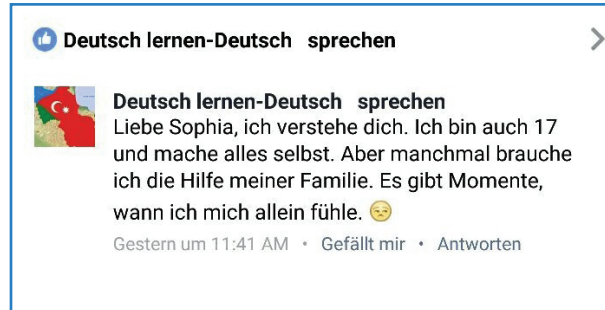 Deutsch lernen-Deutsch sprechen
Deutsch lernen-Deutsch sprechen
Liebe Sophia, ich verstehe dich. Ich bin auch 17
und mache alles selbst. Aber manchmal brauche
ich die Hilfe meiner Familie. Es gibt Momente,
wann ich mich allein fühle. 😒
Gestern um 11:41 AM • Gefällt mir • Antworten